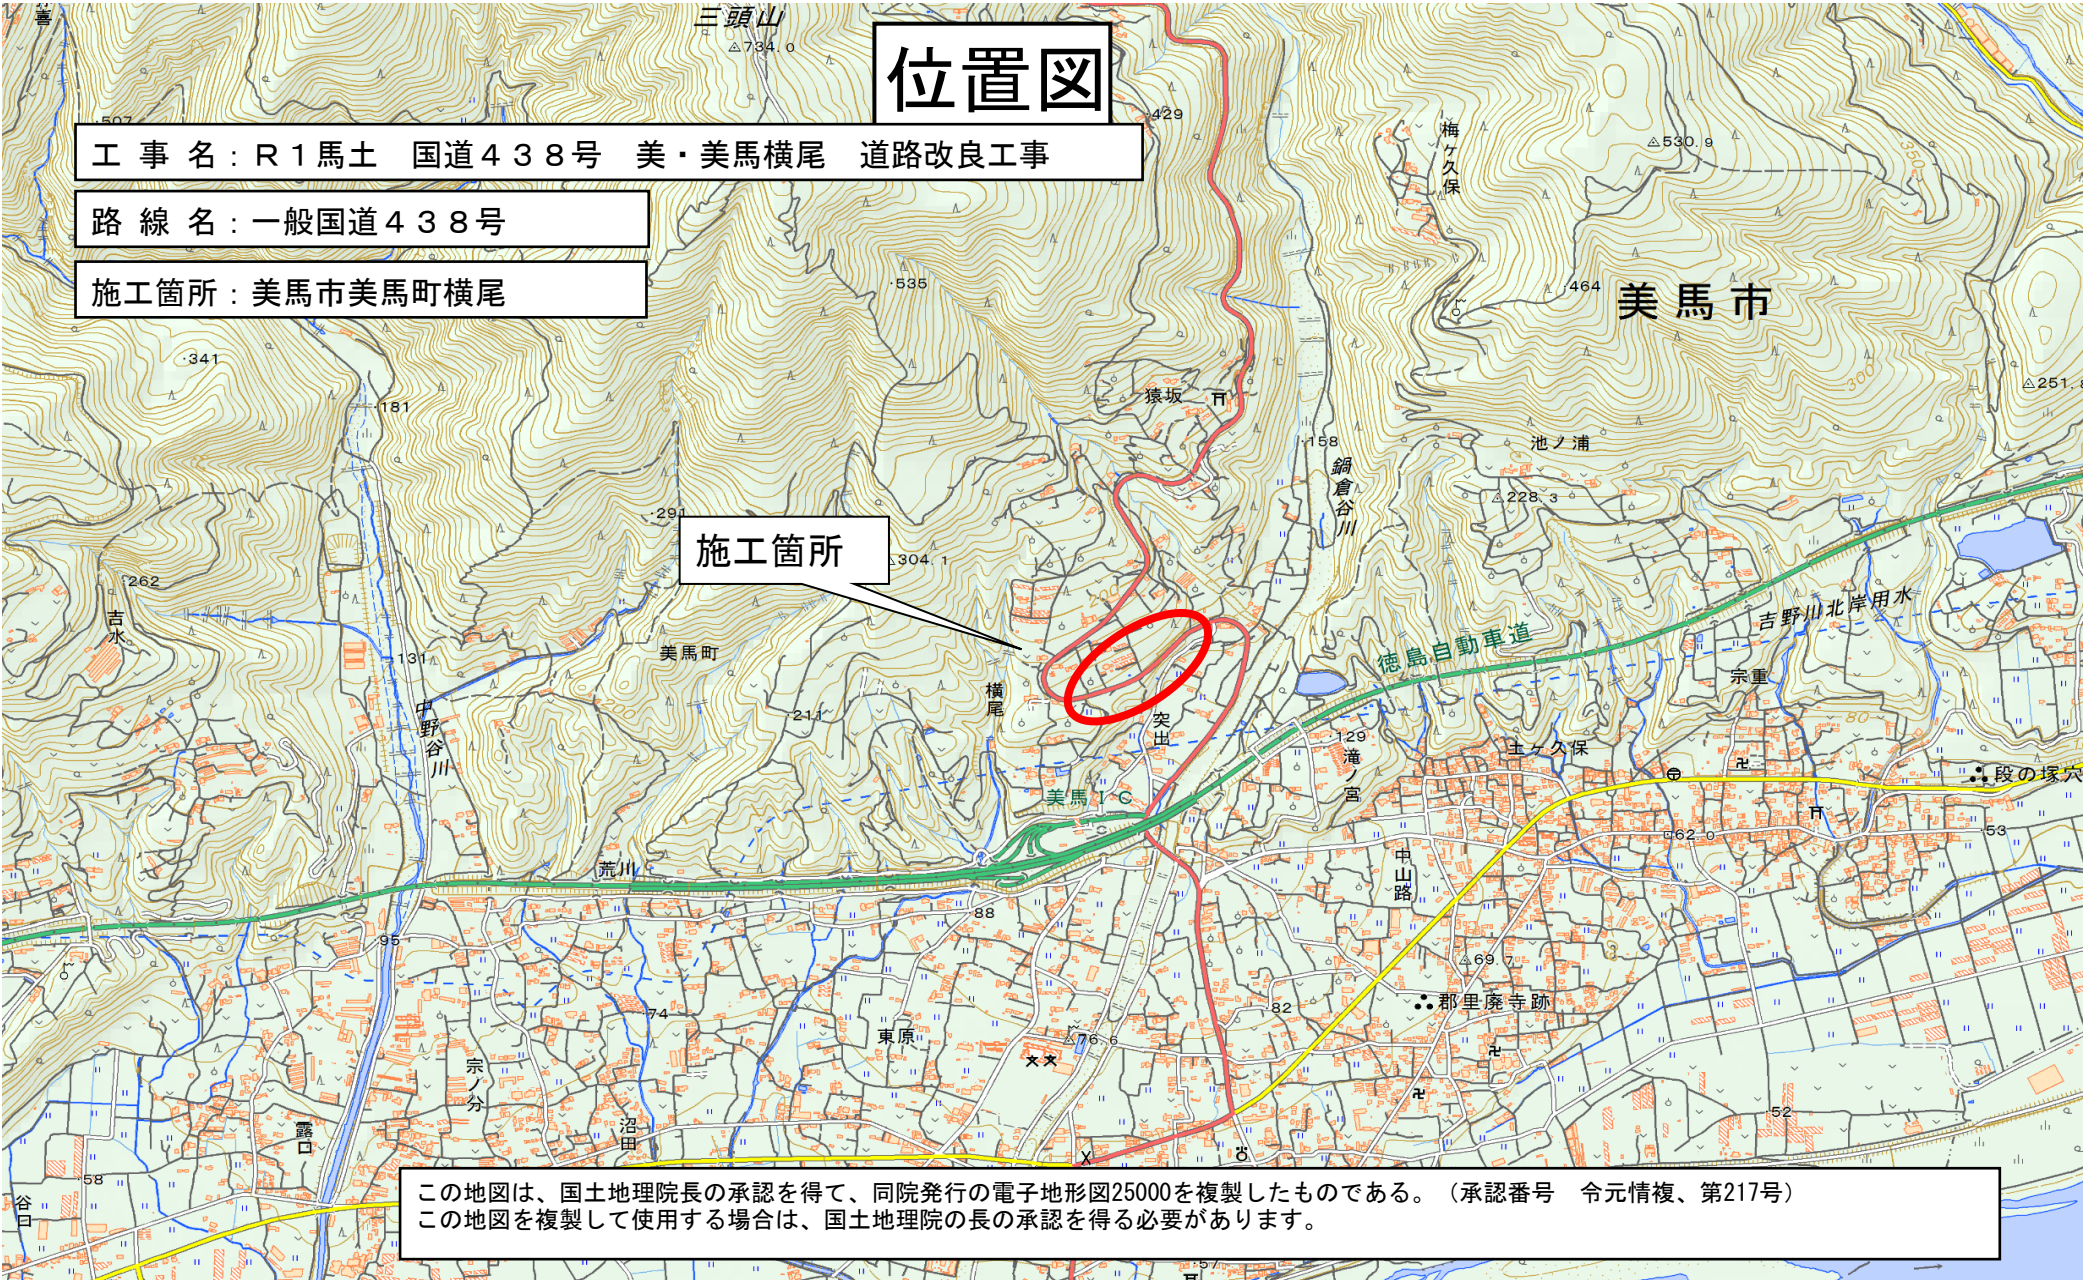 三頭山
734.0
位置図
429
507
工 事 名：Ｒ１馬土　国道４３８号　美・美馬横尾　道路改良工事
梅ヶ久保
530.9
350
路 線 名：一般国道４３８号
施工箇所：美馬市美馬町横尾
535
464
美馬市
341
300
251.
181
猿坂
158
池ノ浦
鍋倉谷川
228.3
291
施工箇所
304.1
262
吉水
吉野川北岸用水
徳島自動車道
131
美馬町
宗重
横尾
211
突出
中野谷川
129
滝ノ宮
80
段の塚穴
美馬ＩＣ
62.0
53
荒川
中山路
88
95
69.7
郡里廃寺跡
74
82
東原
76.6
宗ノ分
沼田
露口
52
58
谷口
この地図は、国土地理院長の承認を得て、同院発行の電子地形図25000を複製したものである。（承認番号　令元情複、第217号）
この地図を複製して使用する場合は、国土地理院の長の承認を得る必要があります。
57